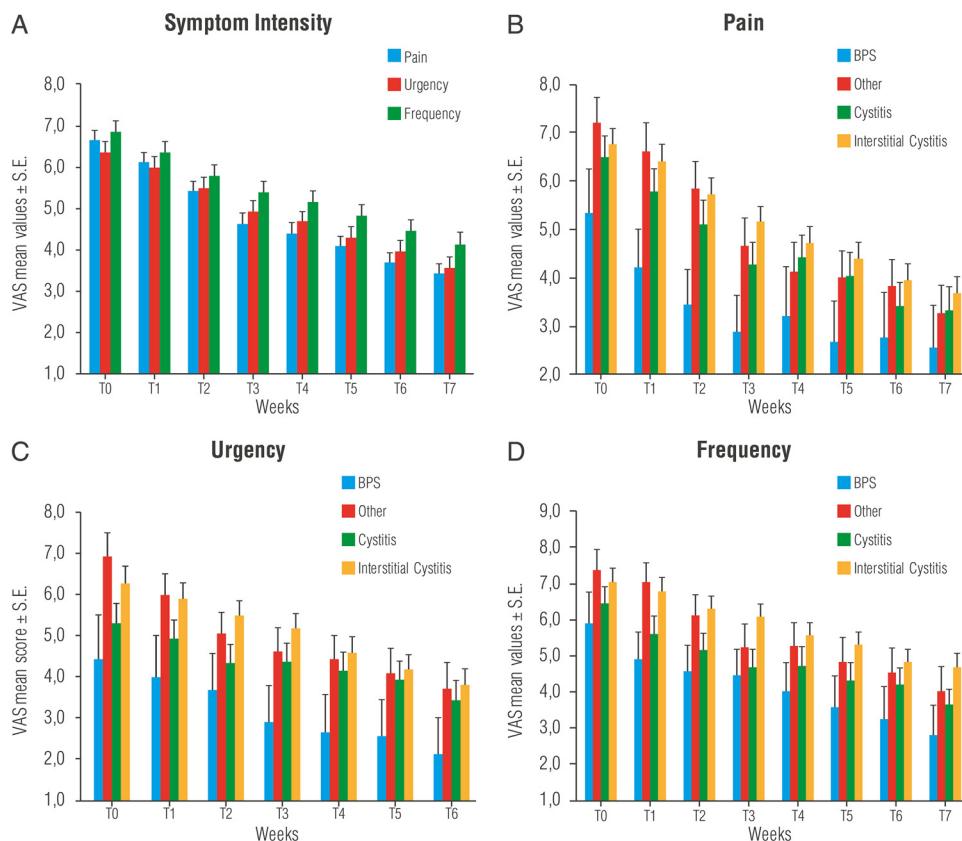 A
Symptom Intensity
Pain
Urgency
Frequency
VAS mean values ± S.E.
8,0
7,0
6,0
5,0
4,0
3,0
2,0
1,0
T0 T1 T2 T3 T4 T5 T6 T7
Weeks
B
Pain
BPS
Other
Cystitis
Interstitial Cystitis
VAS mean values ± S.E.
8,0
7,0
6,0
5,0
4,0
3,0
2,0
T0 T1 T2 T3 T4 T5 T6 T7
Weeks
C
Urgency
BPS
Other
Cystitis
Interstitial Cystitis
VAS mean score ± S.E.
8,0
7,0
6,0
5,0
4,0
3,0
2,0
1,0
T0 T1 T2 T3 T4 T5 T6
Weeks
D
Frequency
BPS
Other
Cystitis
Interstitial Cystitis
VAS mean values ± S.E.
9,0
8,0
7,0
6,0
5,0
4,0
3,0
2,0
1,0
T0 T1 T2 T3 T4 T5 T6 T7
Weeks